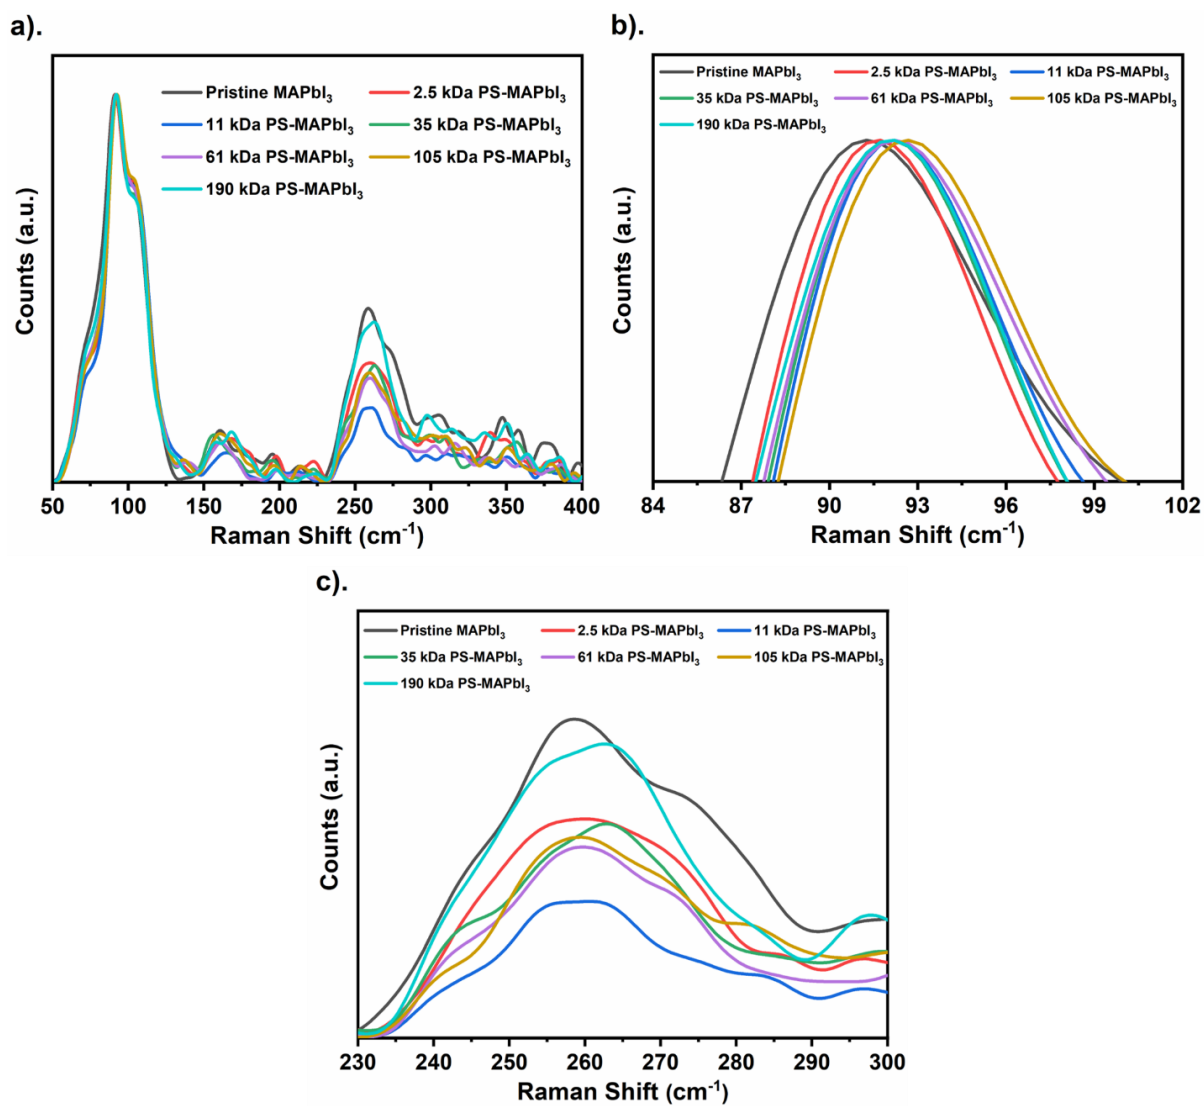 a).
Pristine MAPbI₃ 2.5 kDa PS-MAPbI₃
11 kDa PS-MAPbI₃ 35 kDa PS-MAPbI₃
61 kDa PS-MAPbI₃ 105 kDa PS-MAPbI₃
190 kDa PS-MAPbI₃
Counts (a.u.)
50 100 150 200 250 300 350 400
Raman Shift (cm⁻¹)
b).
Pristine MAPbI₃ 2.5 kDa PS-MAPbI₃ 11 kDa PS-MAPbI₃
35 kDa PS-MAPbI₃ 61 kDa PS-MAPbI₃ 105 kDa PS-MAPbI₃
190 kDa PS-MAPbI₃
Counts (a.u.)
84 87 90 93 96 99 102
Raman Shift (cm⁻¹)
c).
Pristine MAPbI₃ 2.5 kDa PS-MAPbI₃ 11 kDa PS-MAPbI₃
35 kDa PS-MAPbI₃ 61 kDa PS-MAPbI₃ 105 kDa PS-MAPbI₃
190 kDa PS-MAPbI₃
Counts (a.u.)
230 240 250 260 270 280 290 300
Raman Shift (cm⁻¹)